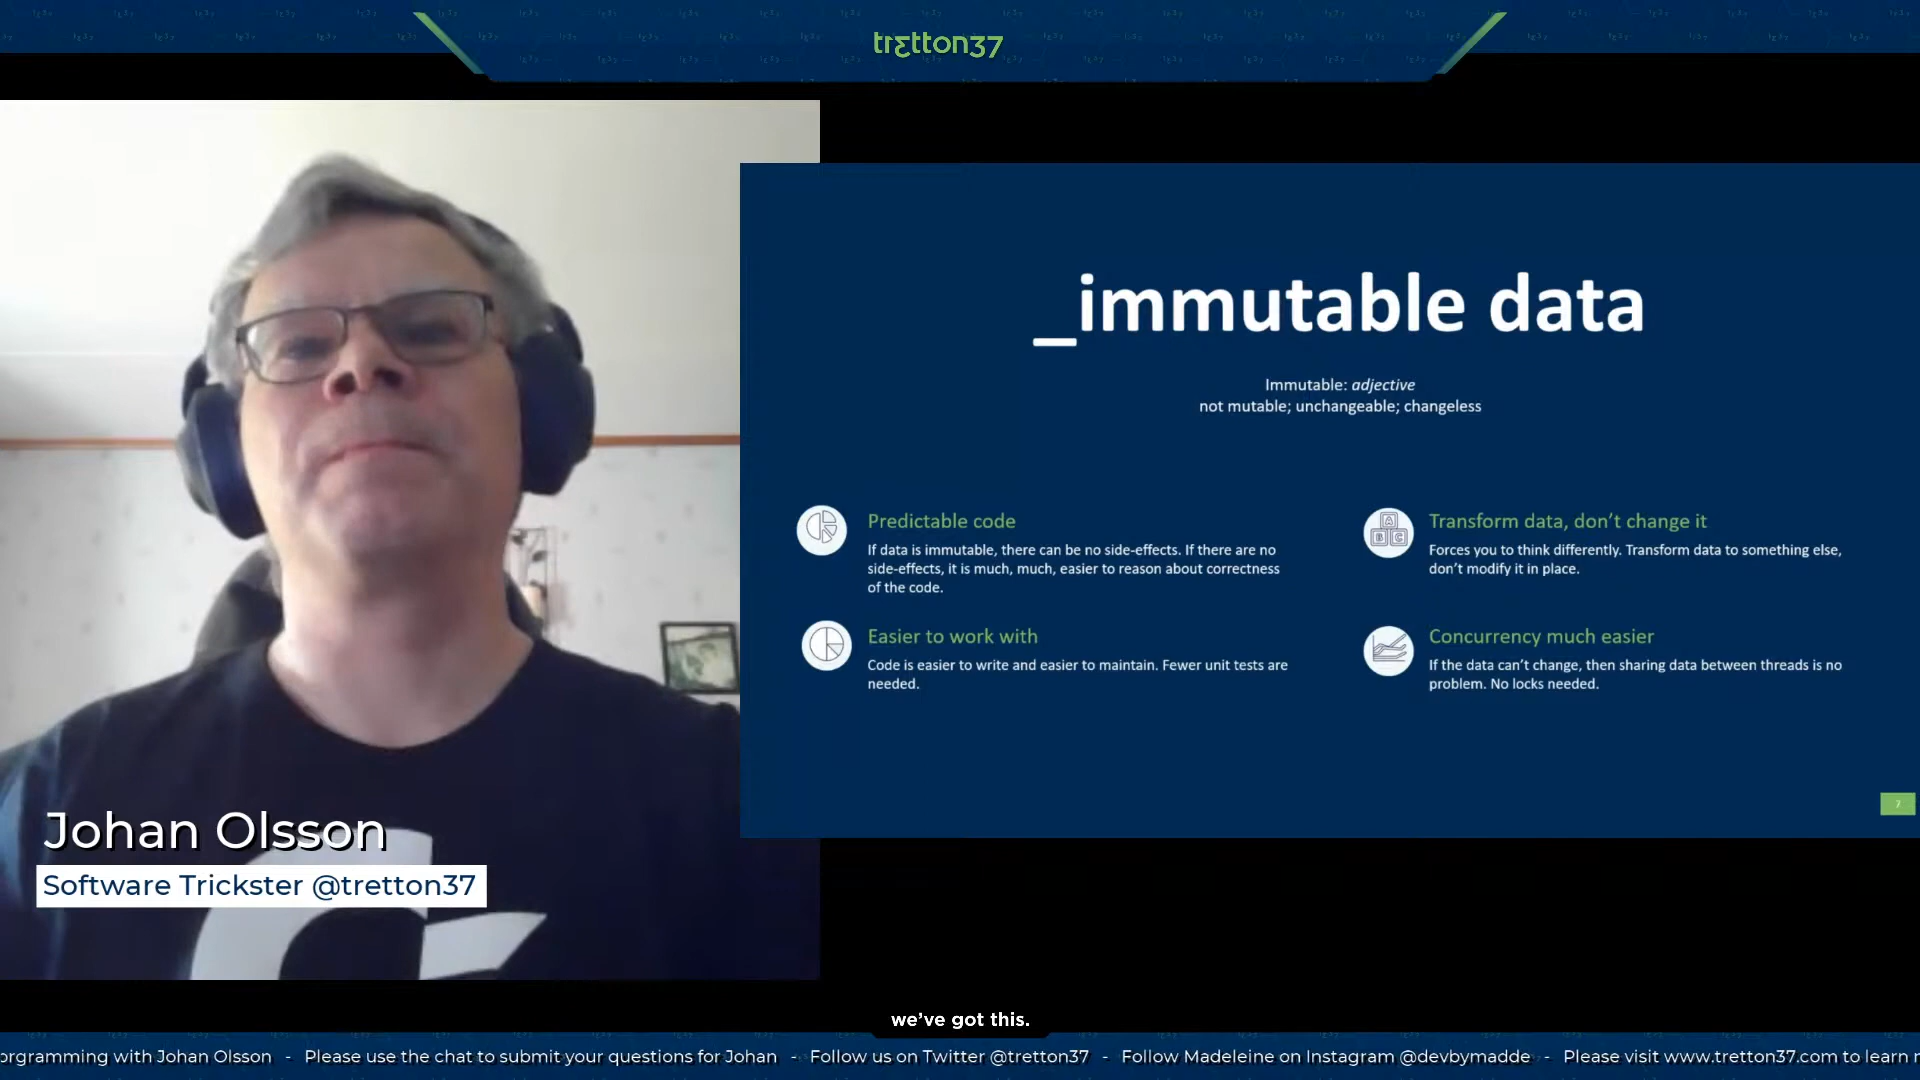 tretton37
_immutable data
Immutable: adjective
not mutable; unchangeable; changeless
Predictable code
If data is immutable, there can be no side-effects. If there are no
side-effects, it is much, much, easier to reason about correctness
of the code.
Transform data, don't change it
Forces you to think differently. Transform data to something else,
don't modify it in place.
A
B C
Easier to work with
Code is easier to write and easier to maintain. Fewer unit tests are
needed.
Concurrency much easier
If the data can't change, then sharing data between threads is no
problem. No locks needed.
7
Johan Olsson
Software Trickster @tretton37
we've got this.
orgramming with Johan Olsson - Please use the chat to submit your questions for Johan - Follow us on Twitter @tretton37 - Follow Madeleine on Instagram @devbymadde - Please visit www.tretton37.com to learn